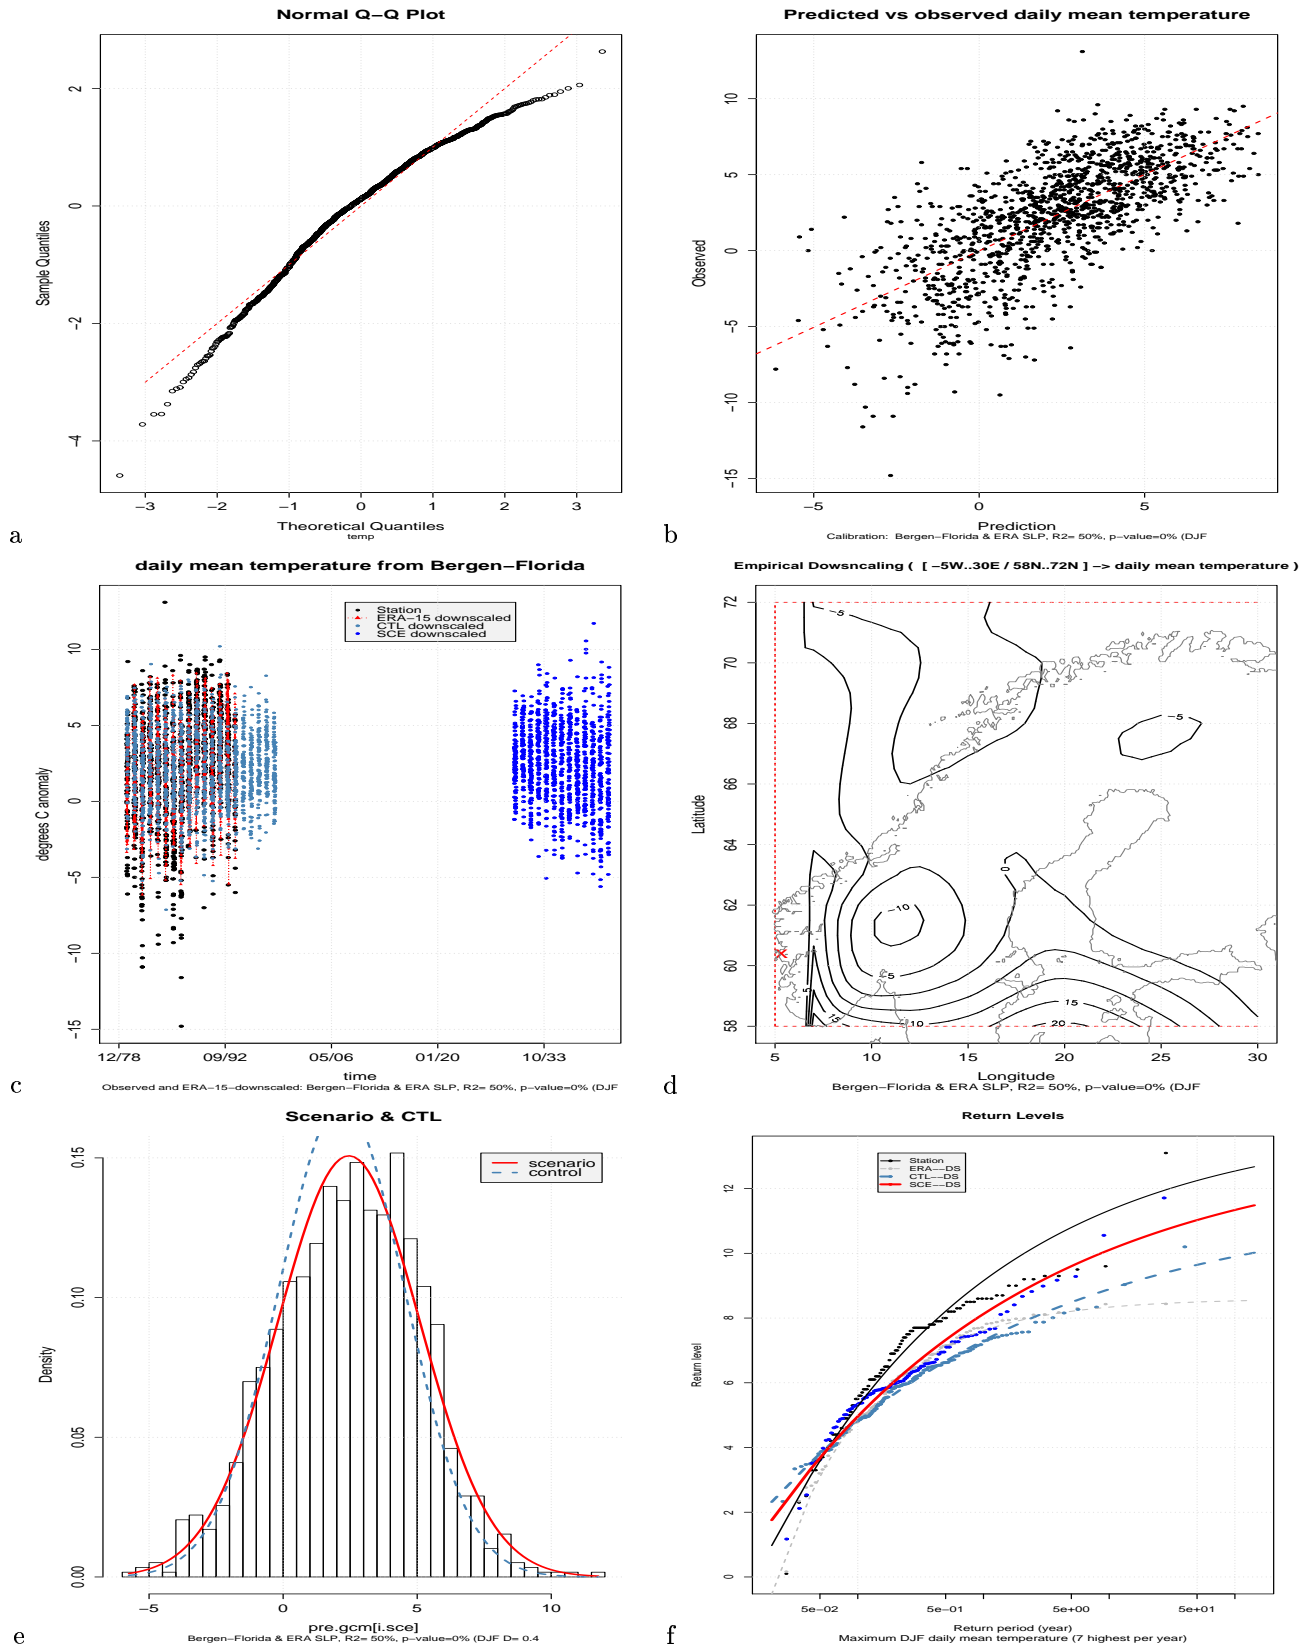 Normal Q−Q Plot
Sample Quantiles
2
0
−2
−4
−3 −2 −1 0 1 2 3
Theoretical Quantiles
temp
a
Predicted vs observed daily mean temperature
Observed
10
5
0
−5
−10
−15
−5 0 5
Prediction
Calibration: Bergen−Florida & ERA SLP, R2= 50%, p−value=0% (DJF
b
daily mean temperature from Bergen−Florida
Station
ERA−15 downscaled
CTL downscaled
SCE downscaled
degrees C anomaly
10
5
0
−5
−10
−15
12/78 09/92 05/06 01/20 10/33
time
Observed and ERA−15−downscaled: Bergen−Florida & ERA SLP, R2= 50%, p−value=0% (DJF
c
Empirical Dowsncaling ( [ −5W..30E / 58N..72N ] −> daily mean temperature )
Latitude
72
70
68
66
64
62
60
58
−5
−5
0
−10
−5
5
15
10
15
20
5 10 15 20 25 30
Longitude
Bergen−Florida & ERA SLP, R2= 50%, p−value=0% (DJF
d
Scenario & CTL
scenario
control
Density
0.15
0.10
0.05
0.00
−5 0 5 10
pre.gcm[i.sce]
Bergen−Florida & ERA SLP, R2= 50%, p−value=0% (DJF D= 0.4
e
Return Levels
Station
ERA−−DS
CTL−−DS
SCE−−DS
Return level
12
10
8
6
4
2
0
5e−02 5e−01 5e+00 5e+01
Return period (year)
Maximum DJF daily mean temperature (7 highest per year)
f